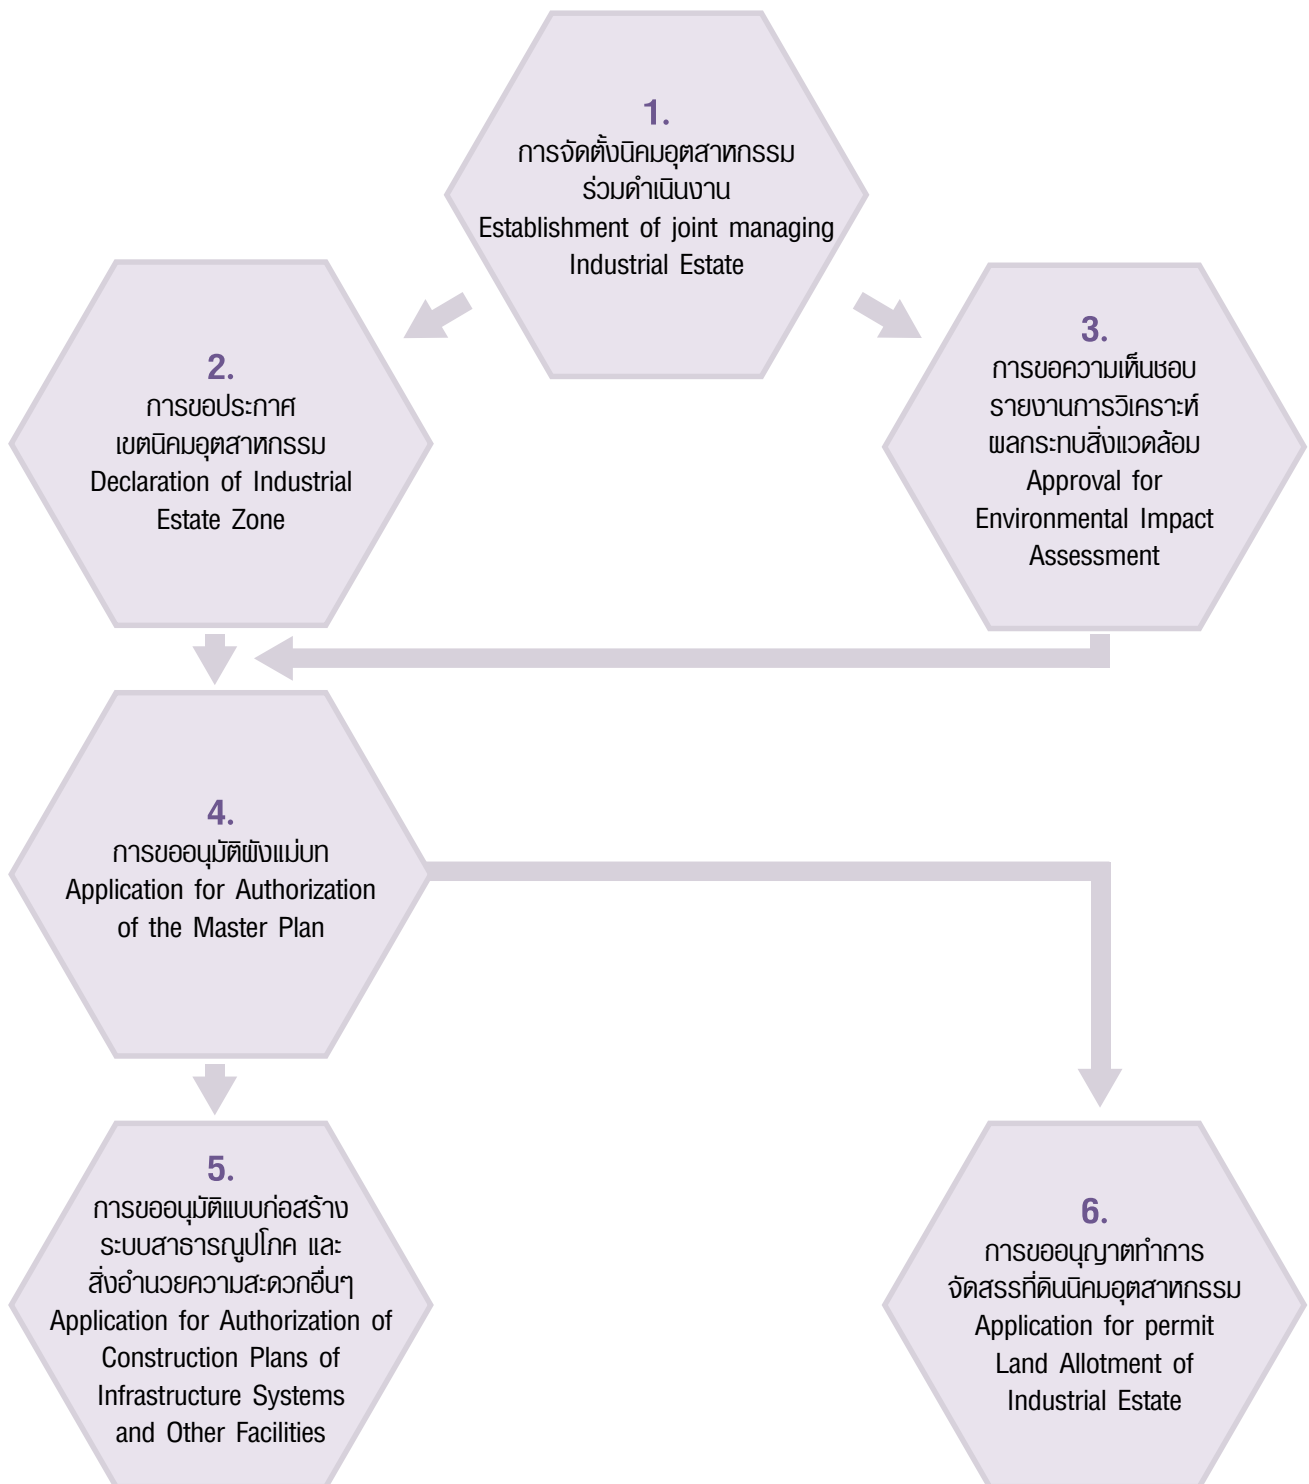 1.
การจัดตั้งนิคมอุตสาหกรรม
ร่วมดำเนินงาน
Establishment of joint managing
Industrial Estate
2.
การขอประกาศ
เขตนิคมอุตสาหกรรม
Declaration of Industrial
Estate Zone
3.
การขอความเห็นชอบ
รายงานการวิเคราะห์
ผลกระทบสิ่งแวดล้อม
Approval for
Environmental Impact
Assessment
4.
การขออนุมัติผังแม่บท
Application for Authorization
of the Master Plan
5.
การขออนุมัติแบบก่อสร้าง
ระบบสาธารณูปโภค และ
สิ่งอำนวยความสะดวกอื่นๆ
Application for Authorization of
Construction Plans of
Infrastructure Systems
and Other Facilities
6.
การขออนุญาตทำการ
จัดสรรที่ดินนิคมอุตสาหกรรม
Application for permit
Land Allotment of
Industrial Estate